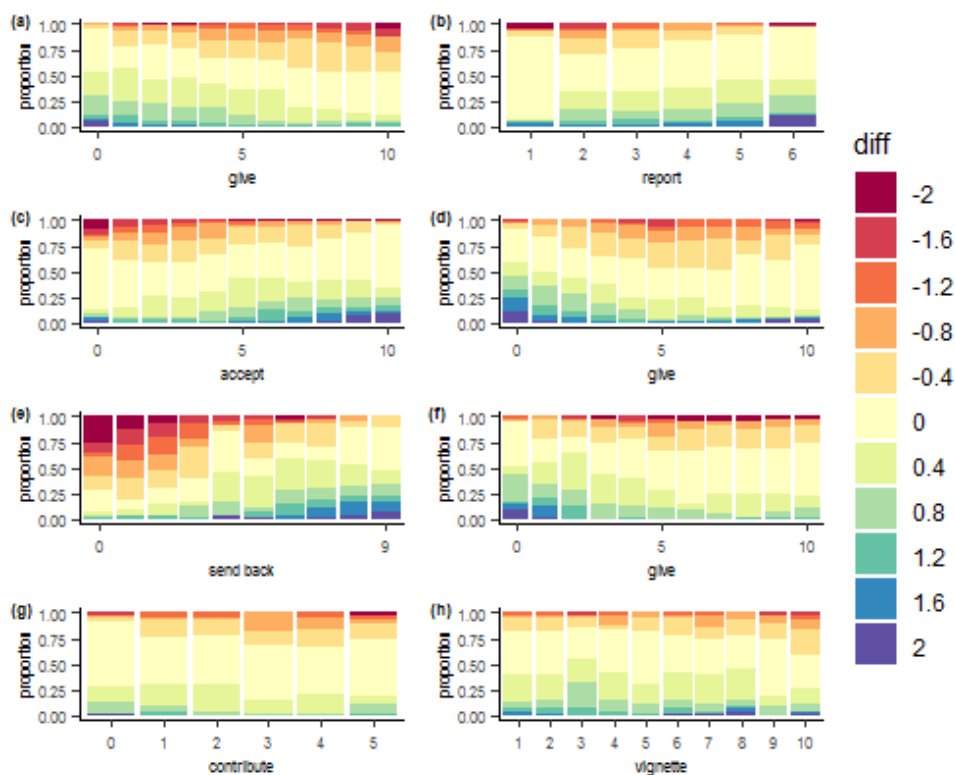 (a)
proportion
1.00
0.75
0.50
0.25
0.00
0 5 10
give
(b)
proportion
1.00
0.75
0.50
0.25
0.00
1 2 3 4 5 6
report
(c)
proportion
1.00
0.75
0.50
0.25
0.00
0 5 10
accept
(d)
proportion
1.00
0.75
0.50
0.25
0.00
0 5 10
give
(e)
proportion
1.00
0.75
0.50
0.25
0.00
0 9
send back
(f)
proportion
1.00
0.75
0.50
0.25
0.00
0 5 10
give
(g)
proportion
1.00
0.75
0.50
0.25
0.00
0 1 2 3 4 5
contribute
(h)
proportion
1.00
0.75
0.50
0.25
0.00
1 2 3 4 5 6 7 8 9 10
vignette
diff
-2
-1.6
-1.2
-0.8
-0.4
0
0.4
0.8
1.2
1.6
2